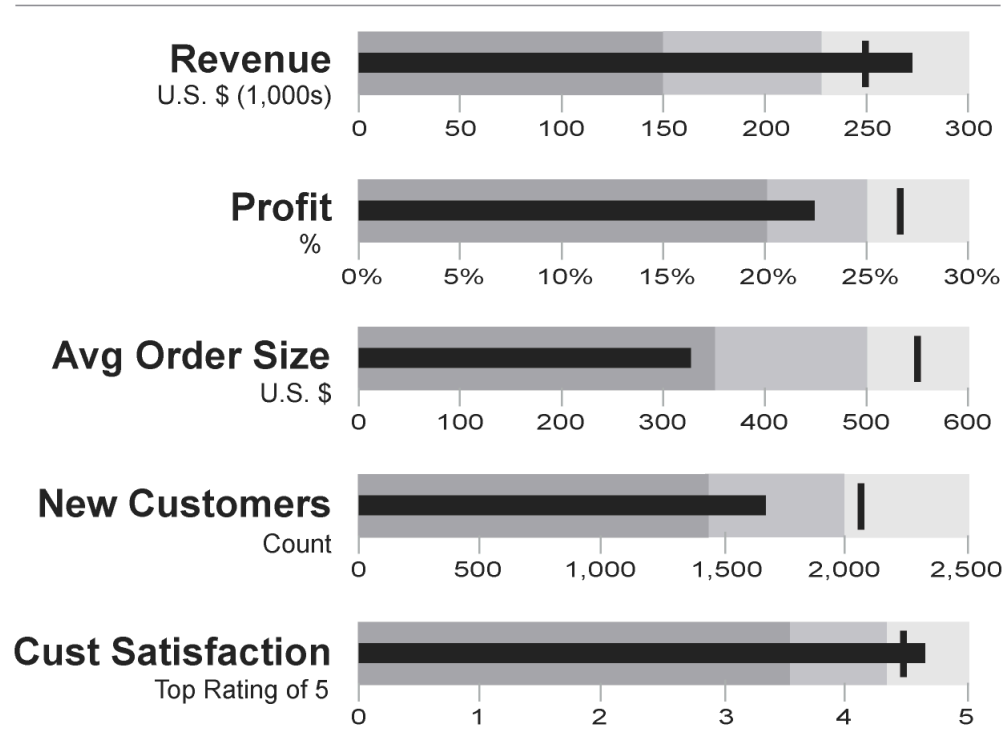 Revenue
U.S. $ (1,000s)
0 50 100 150 200 250 300
Profit
%
0% 5% 10% 15% 20% 25% 30%
Avg Order Size
U.S. $
0 100 200 300 400 500 600
New Customers
Count
0 500 1,000 1,500 2,000 2,500
Cust Satisfaction
Top Rating of 5
0 1 2 3 4 5